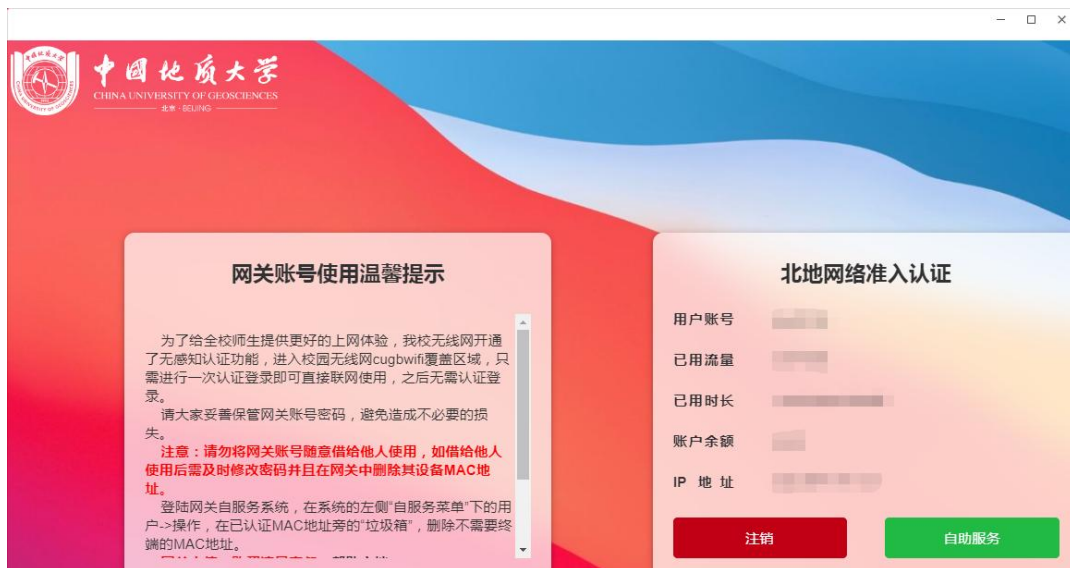 中国地质大学
CHINA UNIVERSITY OF GEOSCIENCES
北京·BEIJING
网关账号使用温馨提示
为了给全校师生提供更好的上网体验，我校无线网开通
了无感知认证功能，进入校园无线网cugbwifi覆盖区域，只
需进行一次认证登录即可直接联网使用，之后无需认证登
录。
请大家妥善保管网关账号密码，避免造成不必要的损
失。
注意：请勿将网关账号随意借给他人使用，如借给他人
使用后需及时修改密码并且在网关中删除其设备MAC地
址。
登陆网关自服务系统，在系统的左侧“自服务菜单”下的用
户->操作，在已认证MAC地址旁的“垃圾箱”，删除不需要终
端的MAC地址。
北地网络准入认证
用户账号
已用流量
已用时长
账户余额
IP 地 址
注销
自助服务